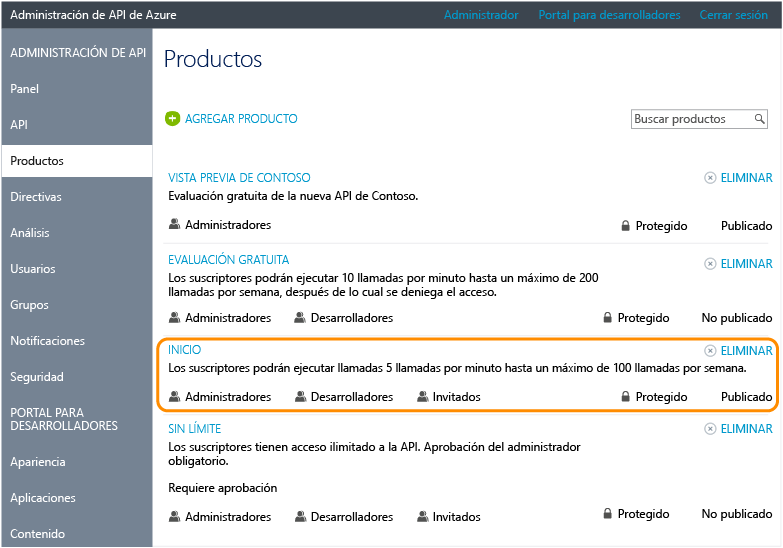 Administración de API de Azure
Administrador Portal para desarrolladores Cerrar sesión
ADMINISTRACIÓN DE API
Panel
API
Productos
Directivas
Análisis
Usuarios
Grupos
Notificaciones
Seguridad
PORTAL PARA
DESARROLLADORES
Apariencia
Aplicaciones
Contenido
Productos
AGREGAR PRODUCTO
Buscar productos
VISTA PREVIA DE CONTOSO ELIMINAR
Evaluación gratuita de la nueva API de Contoso.
Administradores Protegido Publicado
EVALUACIÓN GRATUITA ELIMINAR
Los suscriptores podrán ejecutar 10 llamadas por minuto hasta un máximo de 200
llamadas por semana, después de lo cual se deniega el acceso.
Administradores Desarrolladores Protegido No publicado
INICIO ELIMINAR
Los suscriptores podrán ejecutar llamadas 5 llamadas por minuto hasta un máximo de 100 llamadas por semana.
Administradores Desarrolladores Invitados Protegido Publicado
SIN LÍMITE ELIMINAR
Los suscriptores tienen acceso ilimitado a la API. Aprobación del administrador
obligatorio.
Requiere aprobación
Administradores Desarrolladores Invitados Protegido No publicado